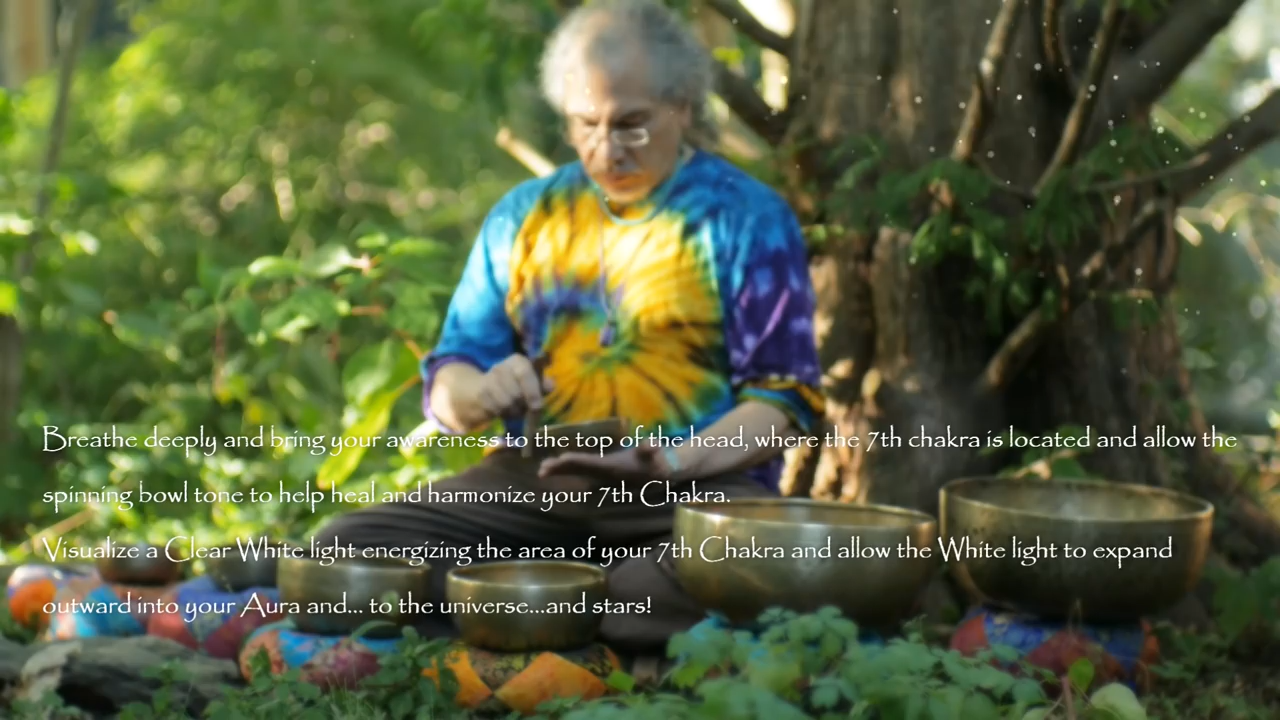 Breathe deeply and bring your awareness to the top of the head, where the 7th chakra is located and allow the
spinning bowl tone to help heal and harmonize your 7th Chakra.
Visualize a Clear White light energizing the area of your 7th Chakra and allow the White light to expand
outward into your Aura and... to the universe...and stars!